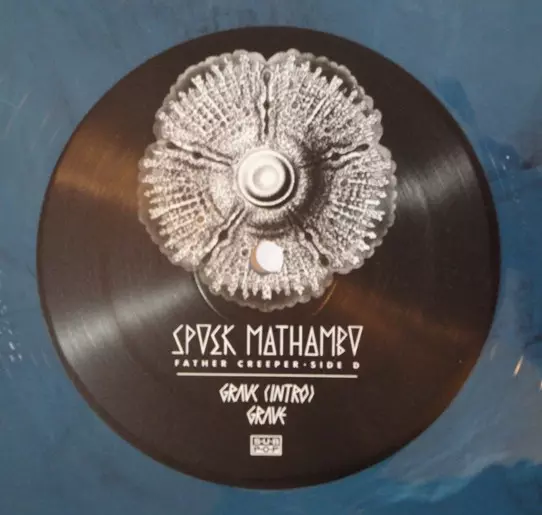 SPOEK MATHAMBO
FATHER CREEPER · SIDE D
GRAVE (INTRO)
GRAVE
SUB
POP